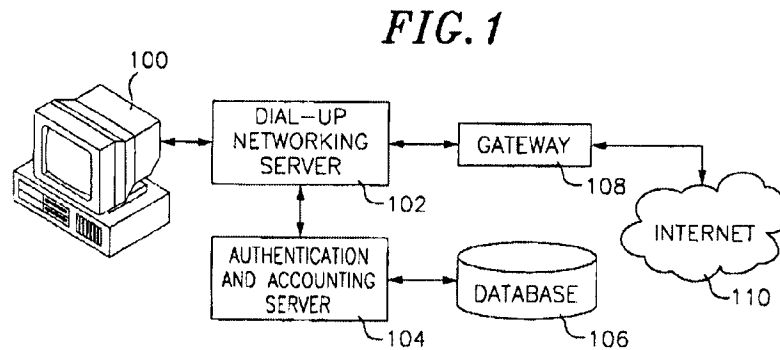 FIG. 1
100
DIAL-UP
NETWORKING
SERVER
102
GATEWAY
108
INTERNET
110
AUTHENTICATION
AND ACCOUNTING
SERVER
104
DATABASE
106